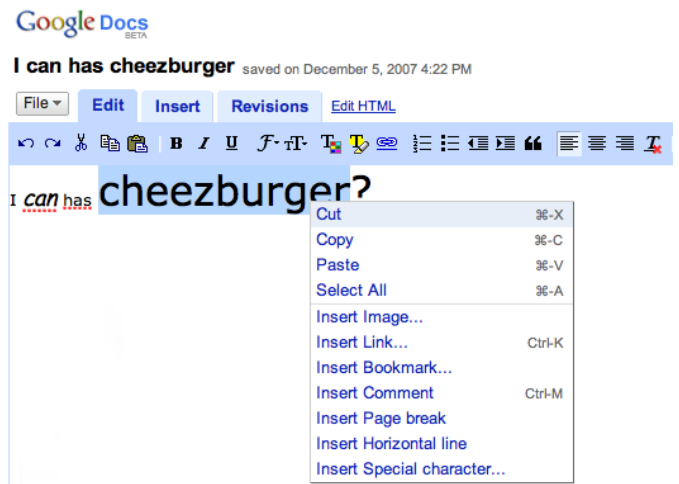 Google Docs
BETA
I can has cheezburger saved on December 5, 2007 4:22 PM
File Edit Insert Revisions Edit HTML
B I U F TT T T
I can has cheezburger?
Cut ⌘-X
Copy ⌘-C
Paste ⌘-V
Select All ⌘-A
Insert Image...
Insert Link... Ctrl-K
Insert Bookmark...
Insert Comment Ctrl-M
Insert Page break
Insert Horizontal line
Insert Special character...